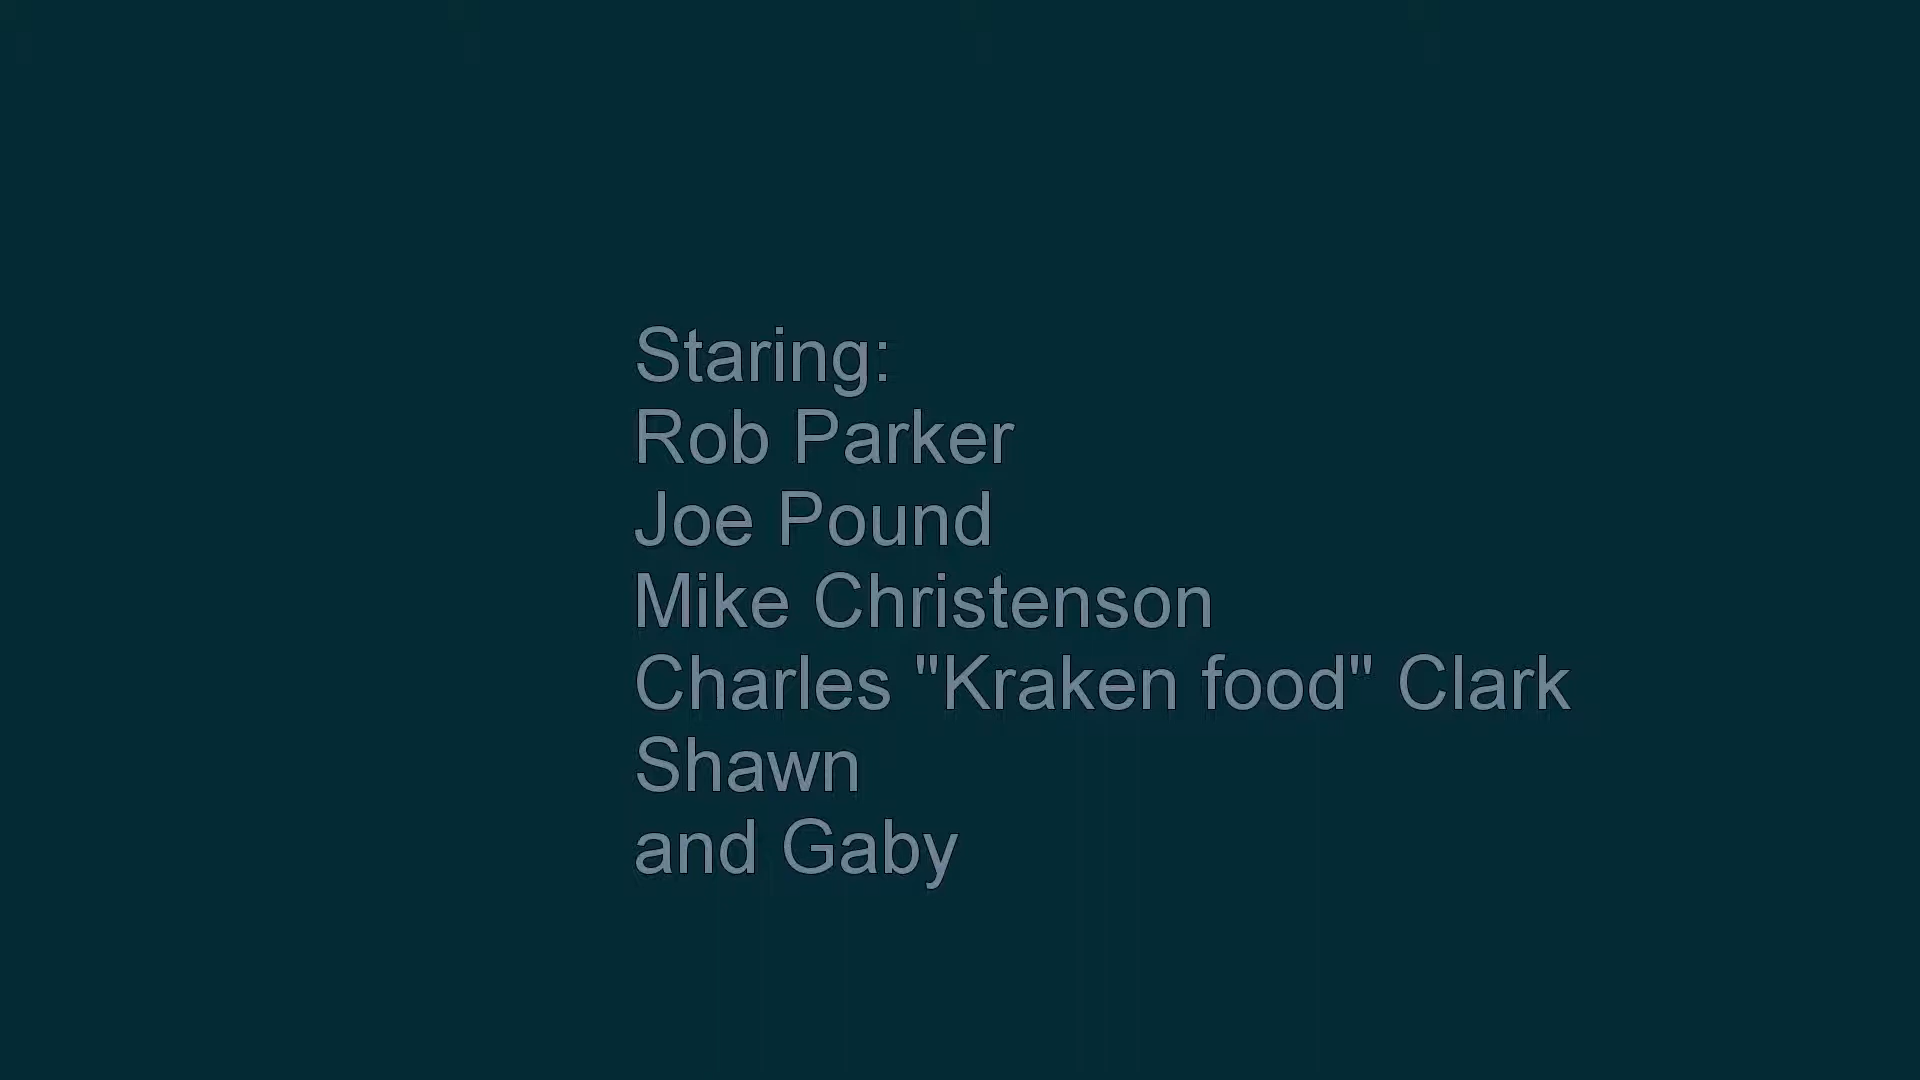 Staring:
Rob Parker
Joe Pound
Mike Christenson
Charles "Kraken food" Clark
Shawn
and Gaby